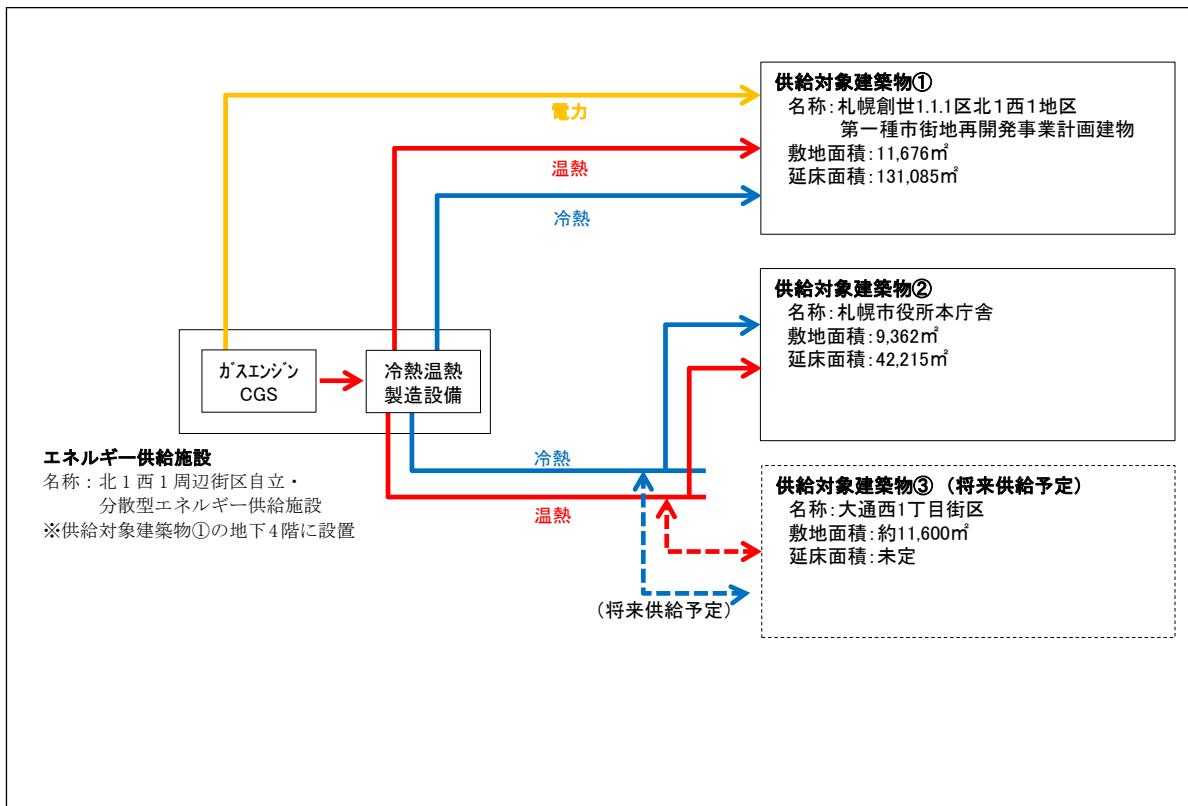 供給対象建築物①
名称:札幌創世1.1.1区北1西1地区
第一種市街地再開発事業計画建物
敷地面積:11,676㎡
延床面積:131,085㎡
電力
温熱
冷熱
供給対象建築物②
名称:札幌市役所本庁舎
敷地面積:9,362㎡
延床面積:42,215㎡
ガスエンジン
CGS
冷熱温熱
製造設備
エネルギー供給施設
名称:北1西1周辺街区自立・
分散型エネルギー供給施設
※供給対象建築物①の地下4階に設置
冷熱
温熱
(将来供給予定)
供給対象建築物③ (将来供給予定)
名称:大通西1丁目街区
敷地面積:約11,600㎡
延床面積:未定